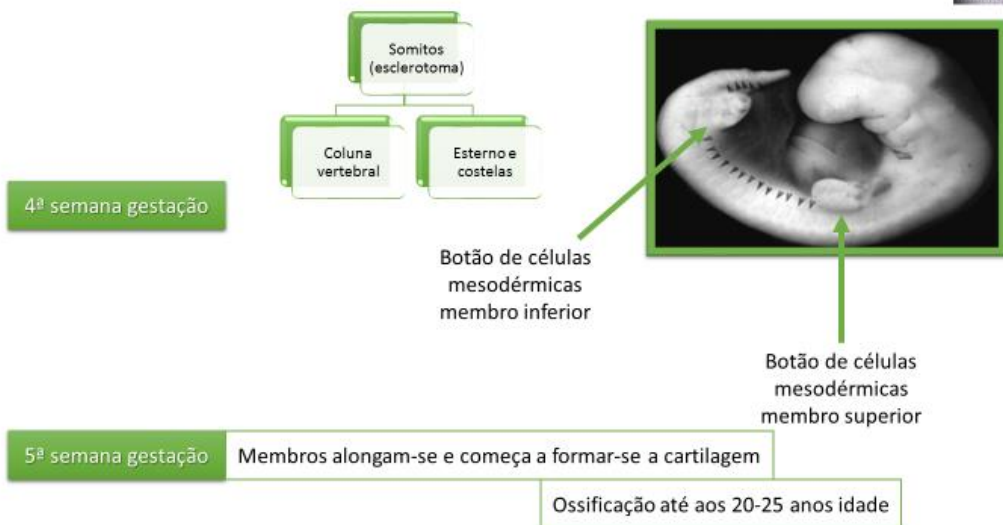 Somitos
(esclerotoma)
Coluna
vertebral
Esterno e
costelas
4ª semana gestação
Botão de células
mesodérmicas
membro inferior
Botão de células
mesodérmicas
membro superior
5ª semana gestação
Membros alongam-se e começa a formar-se a cartilagem
Ossificação até aos 20-25 anos idade